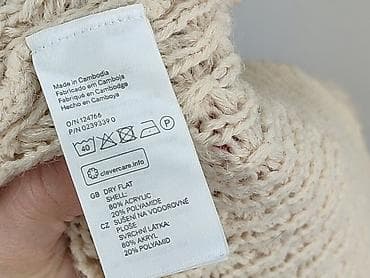 Made in Cambodia
Fabricado em Camboja
Fabriqué en Cambodge
Hecho en Camboya
O/N 124766
P/N 0239339 0
40 P
clevercare.info
GB DRY FLAT
SHELL:
80% ACRYLIC
20% POLYAMIDE
CZ SUŠENÍ NA VODOROVNÉ
PLOŠE
SVRCHNÍ LÁTKA:
80% AKRYL
20% POLYAMID